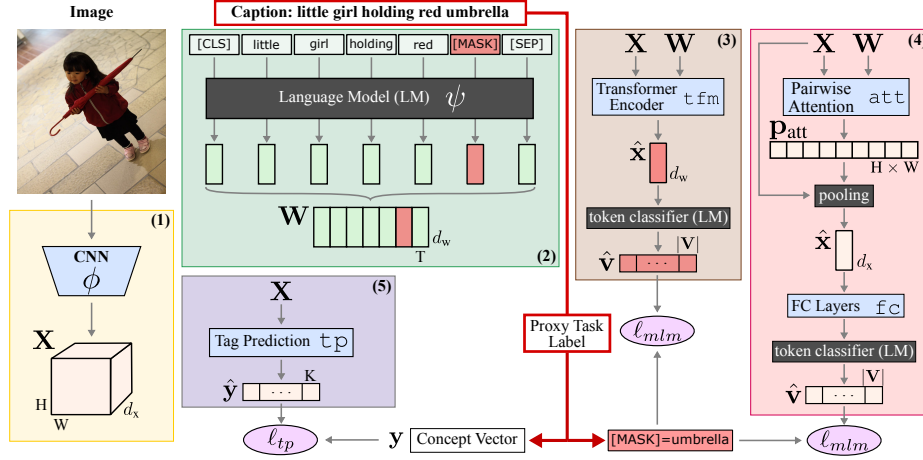 Image
Caption: little girl holding red umbrella
[CLS] little girl holding red [MASK] [SEP]
Language Model (LM) ψ
W
d_w
T
(2)
(1)
CNN
ϕ
X
H
W
d_x
(5)
X
Tag Prediction tp
K
ŷ ···
ℓ_tp
y Concept Vector
Proxy Task
Label
[MASK]=umbrella
(3)
X W
Transformer
Encoder tfm
x̂
d_w
token classifier (LM)
|V|
v̂ ···
ℓ_mlm
(4)
X W
Pairwise
Attention att
p_att
H × W
pooling
x̂
d_x
FC Layers fc
token classifier (LM)
|V|
v̂ ···
ℓ_mlm